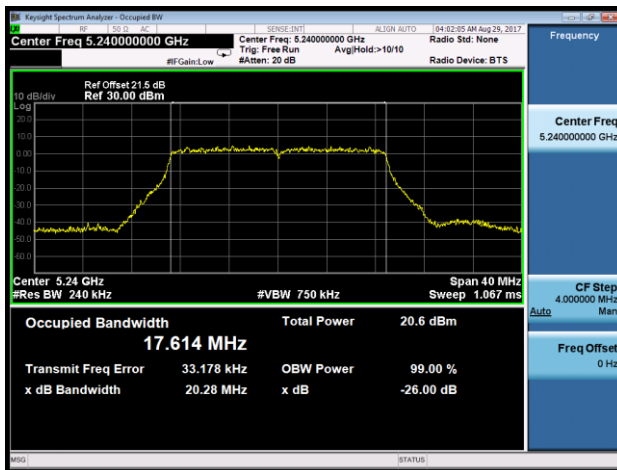 Keysight Spectrum Analyzer - Occupied BW
RF 50 Ω AC SENSE:INT ALIGN AUTO 04:02:05 AM Aug 29, 2017
Center Freq 5.240000000 GHz
Center Freq: 5.240000000 GHz
Radio Std: None
Trig: Free Run Avg|Hold:>10/10
#IFGain:Low
#Atten: 20 dB
Radio Device: BTS
Frequency
Ref Offset 21.5 dB
10 dB/div Ref 30.00 dBm
Log
20.0
10.0
0.00
-10.0
-20.0
-30.0
-40.0
-50.0
-60.0
Center 5.24 GHz Span 40 MHz
#Res BW 240 kHz #VBW 750 kHz Sweep 1.067 ms
Occupied Bandwidth Total Power 20.6 dBm
17.614 MHz
Transmit Freq Error 33.178 kHz OBW Power 99.00 %
x dB Bandwidth 20.28 MHz x dB -26.00 dB
Center Freq
5.240000000 GHz
CF Step
4.000000 MHz
Auto Man
Freq Offset
0 Hz
MSG STATUS